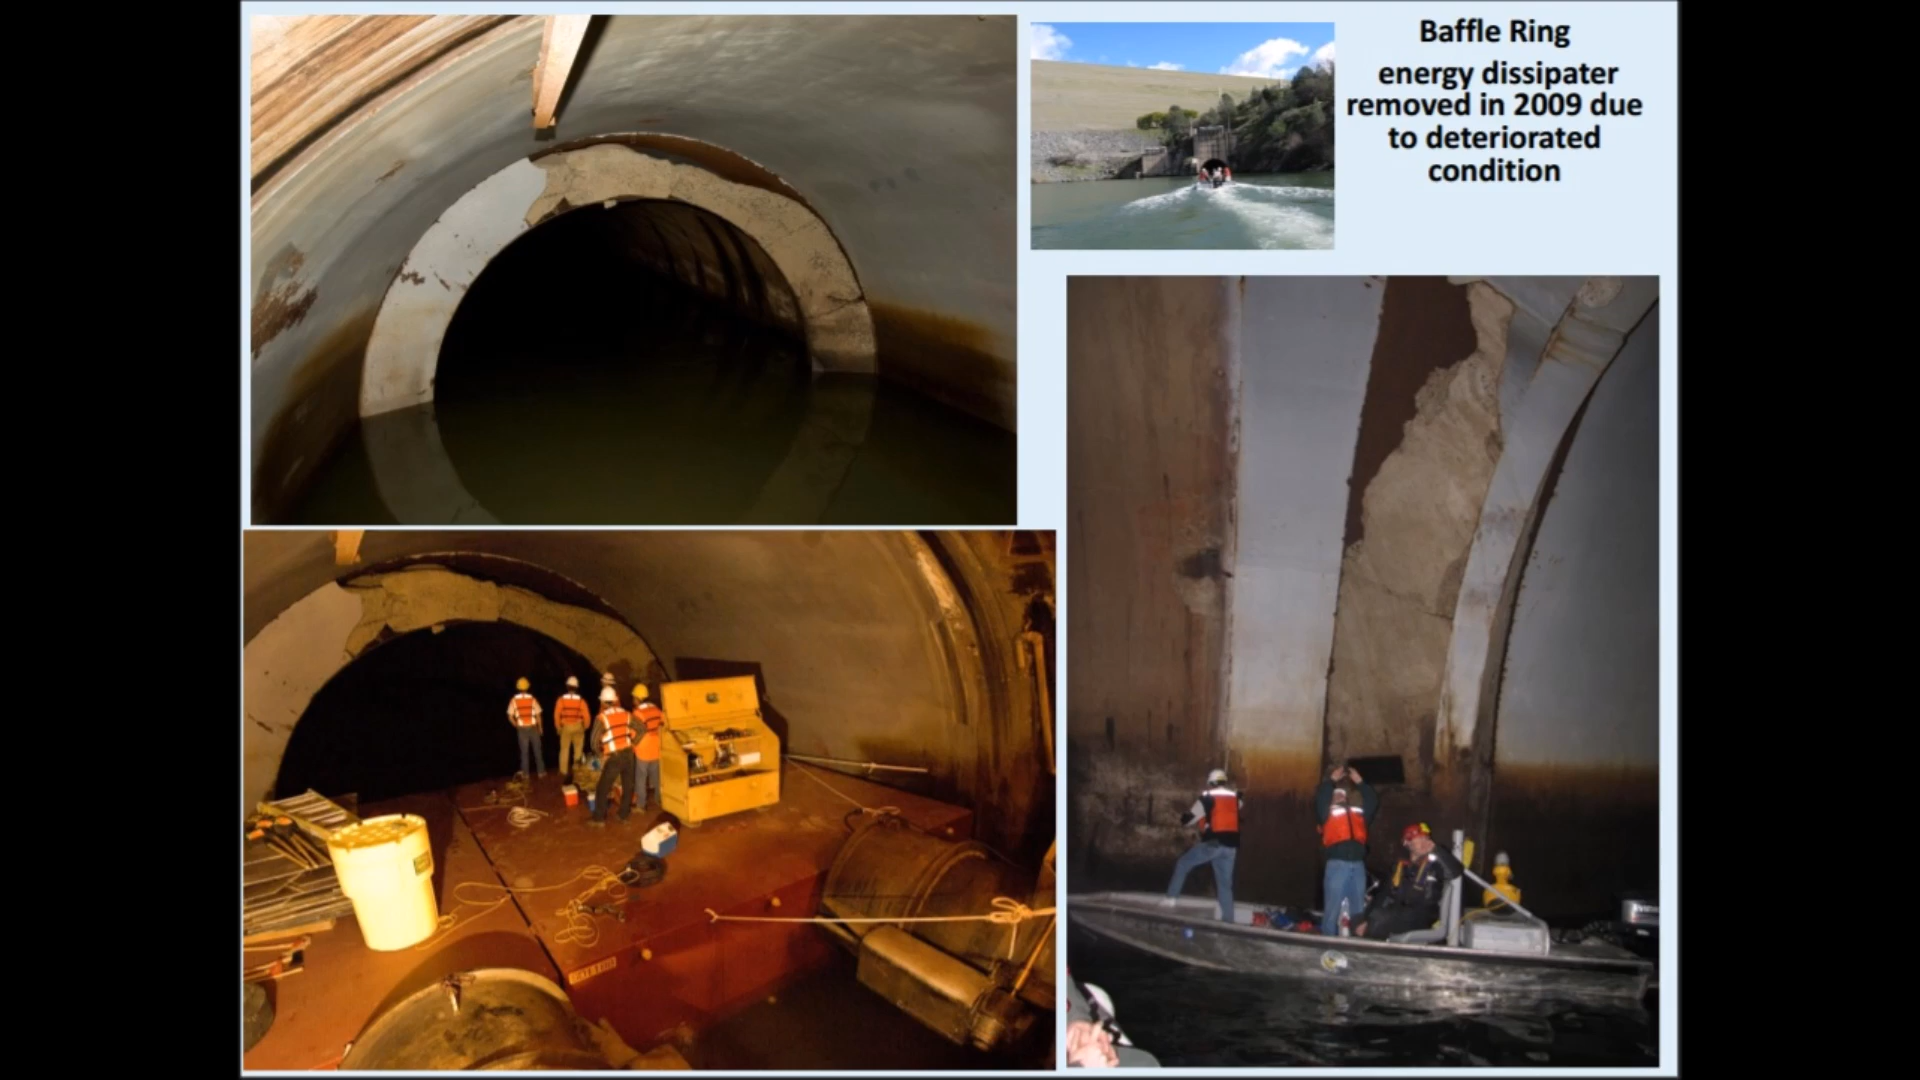 Baffle Ring
energy dissipater
removed in 2009 due
to deteriorated
condition